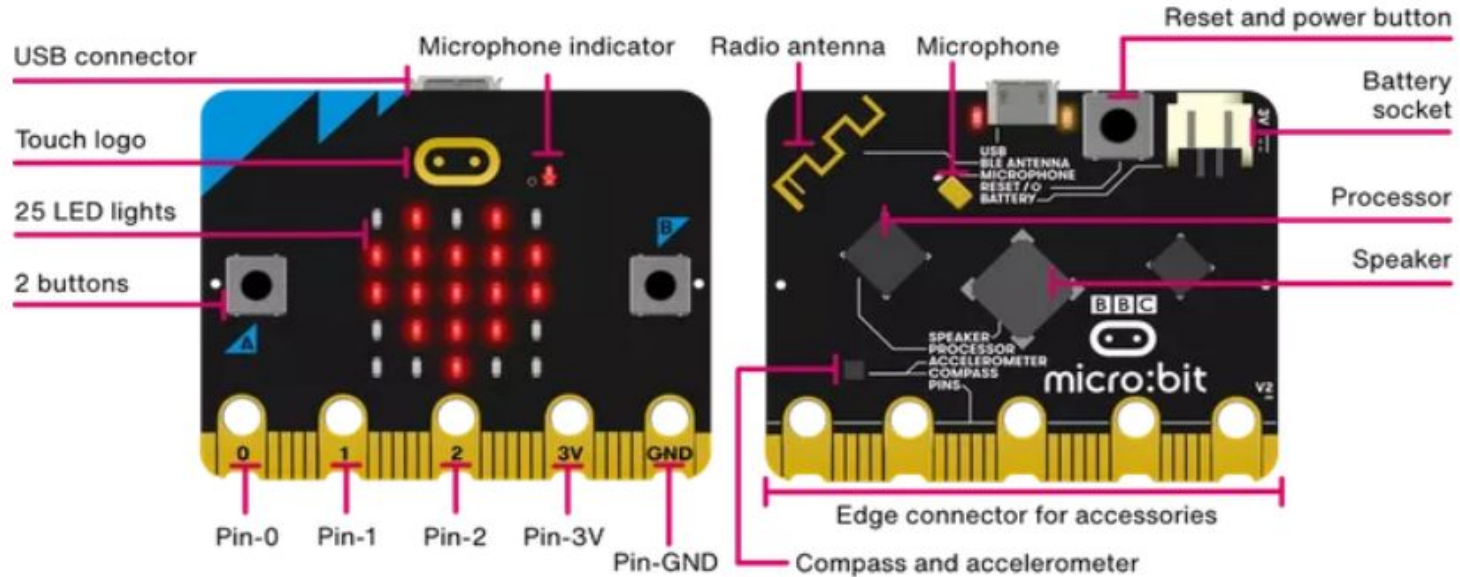 USB connector
Microphone indicator
Radio antenna
Microphone
Reset and power button
Battery
socket
Touch logo
25 LED lights
2 buttons
Processor
Speaker
A
B
0
1
2
3V
GND
Pin-0
Pin-1
Pin-2
Pin-3V
Pin-GND
USB
BLE ANTENNA
MICROPHONE
RESET / O
BATTERY
3V
SPEAKER
PROCESSOR
ACCELEROMETER
COMPASS
PINS
BBC
micro:bit
V2
Edge connector for accessories
Compass and accelerometer